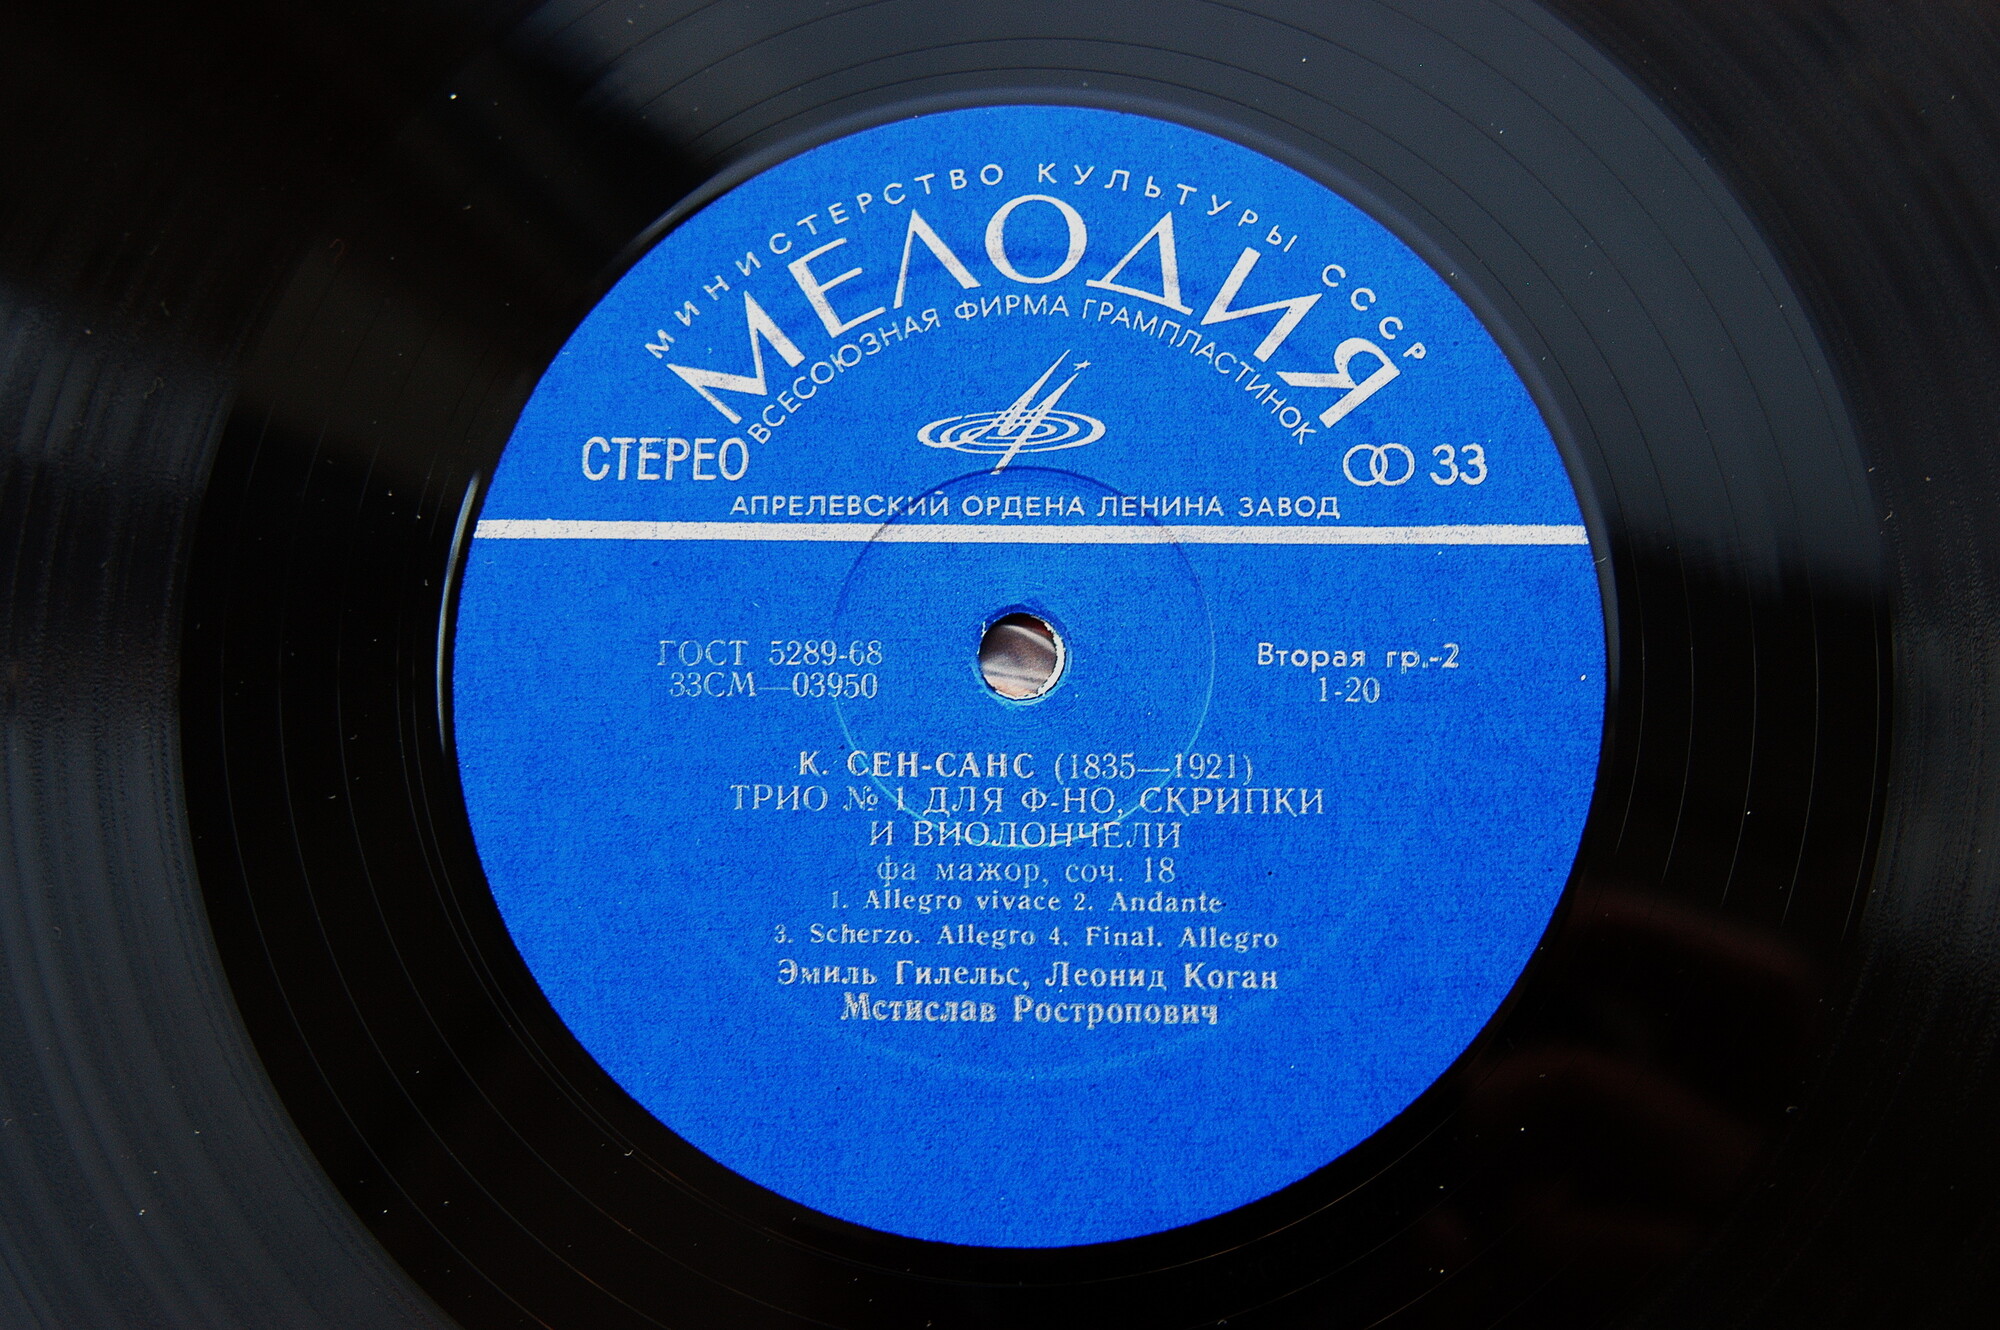 МИНИСТЕРСТВО КУЛЬТУРЫ СССР
МЕЛОДИЯ
ВСЕСОЮЗНАЯ ФИРМА ГРАМПЛАСТИНОК
СТЕРЕО
33
АПРЕЛЕВСКИЙ ОРДЕНА ЛЕНИНА ЗАВОД
ГОСТ 5289-68
33СМ—03950
Вторая гр.-2
1-20
К. СЕН-САНС (1835—1921)
ТРИО № 1 ДЛЯ Ф-НО, СКРИПКИ
И ВИОЛОНЧЕЛИ
фа мажор, соч. 18
1. Allegro vivace 2. Andante
3. Scherzo. Allegro 4. Final. Allegro
Эмиль Гилельс, Леонид Коган
Мстислав Ростропович